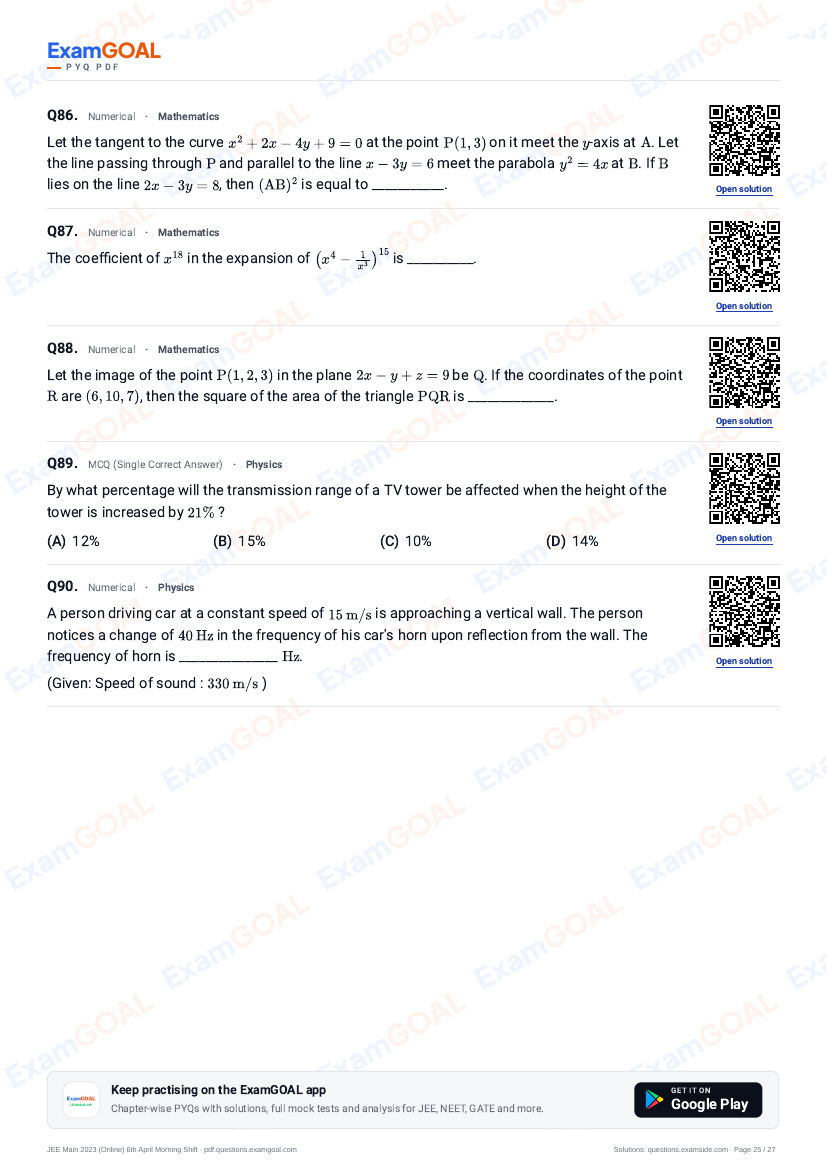 ExamGOAL
PYQ PDF
Q86. Numerical · Mathematics
Let the tangent to the curve x² + 2x − 4y + 9 = 0 at the point P(1, 3) on it meet the y-axis at A. Let
the line passing through P and parallel to the line x − 3y = 6 meet the parabola y² = 4x at B. If B
lies on the line 2x − 3y = 8, then (AB)² is equal to ___________.
Open solution
Q87. Numerical · Mathematics
The coefficient of x¹⁸ in the expansion of (x⁴ − 1/x³)¹⁵ is __________.
Open solution
Q88. Numerical · Mathematics
Let the image of the point P(1, 2, 3) in the plane 2x − y + z = 9 be Q. If the coordinates of the point
R are (6, 10, 7), then the square of the area of the triangle PQR is _____________.
Open solution
Q89. MCQ (Single Correct Answer) · Physics
By what percentage will the transmission range of a TV tower be affected when the height of the
tower is increased by 21% ?
(A) 12% (B) 15% (C) 10% (D) 14%
Open solution
Q90. Numerical · Physics
A person driving car at a constant speed of 15 m/s is approaching a vertical wall. The person
notices a change of 40 Hz in the frequency of his car's horn upon reflection from the wall. The
frequency of horn is _______________ Hz.
(Given: Speed of sound : 330 m/s )
Open solution
Keep practising on the ExamGOAL app
Chapter-wise PYQs with solutions, full mock tests and analysis for JEE, NEET, GATE and more.
GET IT ON
Google Play
JEE Main 2023 (Online) 6th April Morning Shift · pdf.questions.examgoal.com
Solutions: questions.examside.com · Page 25 / 27